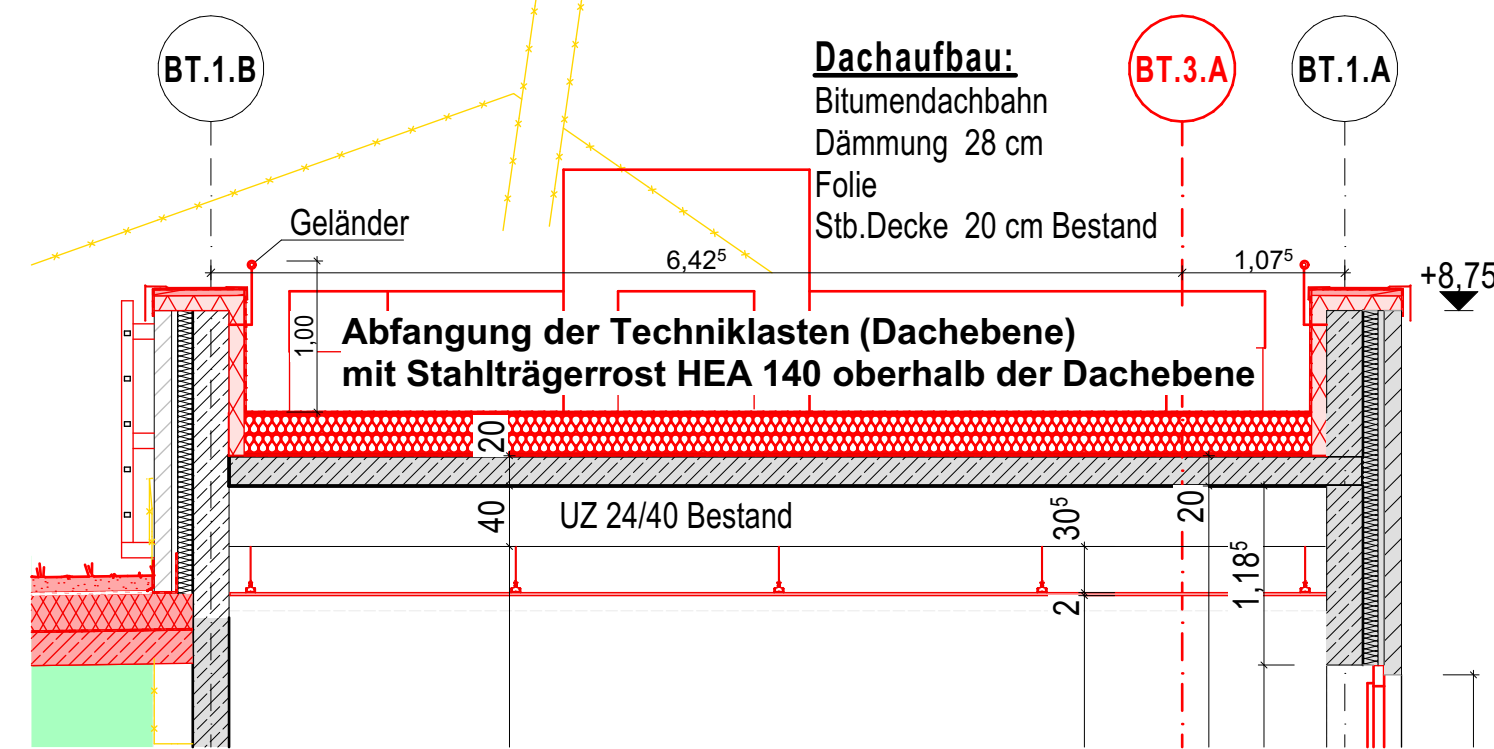 BT.1.B
BT.3.A
BT.1.A
Dachaufbau:
Bitumendachbahn
Dämmung 28 cm
Folie
Stb.Decke 20 cm Bestand
Geländer
6,42⁵
1,07⁵
+8,75
1,00
Abfangung der Techniklasten (Dachebene)
mit Stahlträgerrost HEA 140 oberhalb der Dachebene
20
40
UZ 24/40 Bestand
30⁵
20
1,18⁵
2